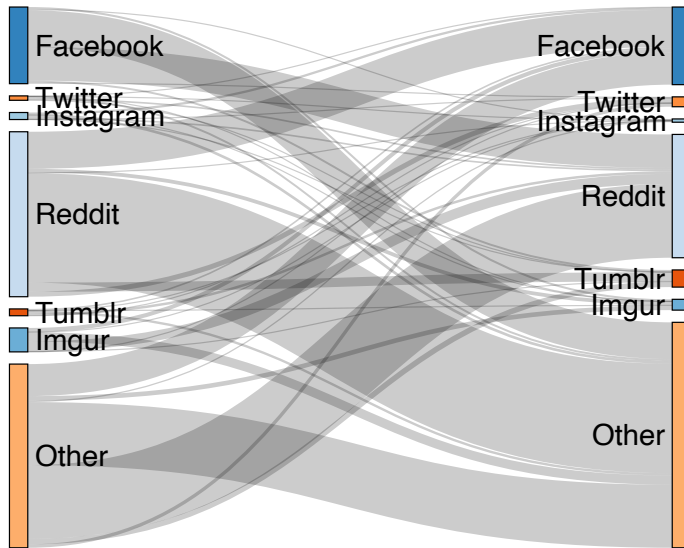 Facebook
Twitter
Instagram
Reddit
Tumblr
Imgur
Other
Facebook
Twitter
Instagram
Reddit
Tumblr
Imgur
Other